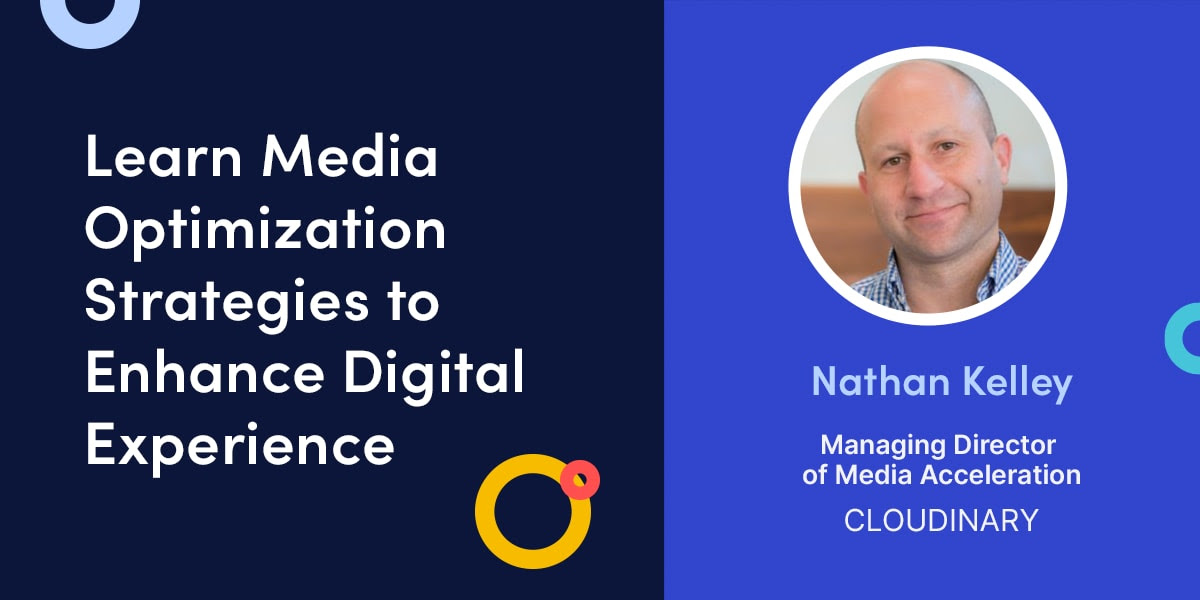 Learn Media
Optimization
Strategies to
Enhance Digital
Experience
Nathan Kelley
Managing Director
of Media Acceleration
CLOUDINARY